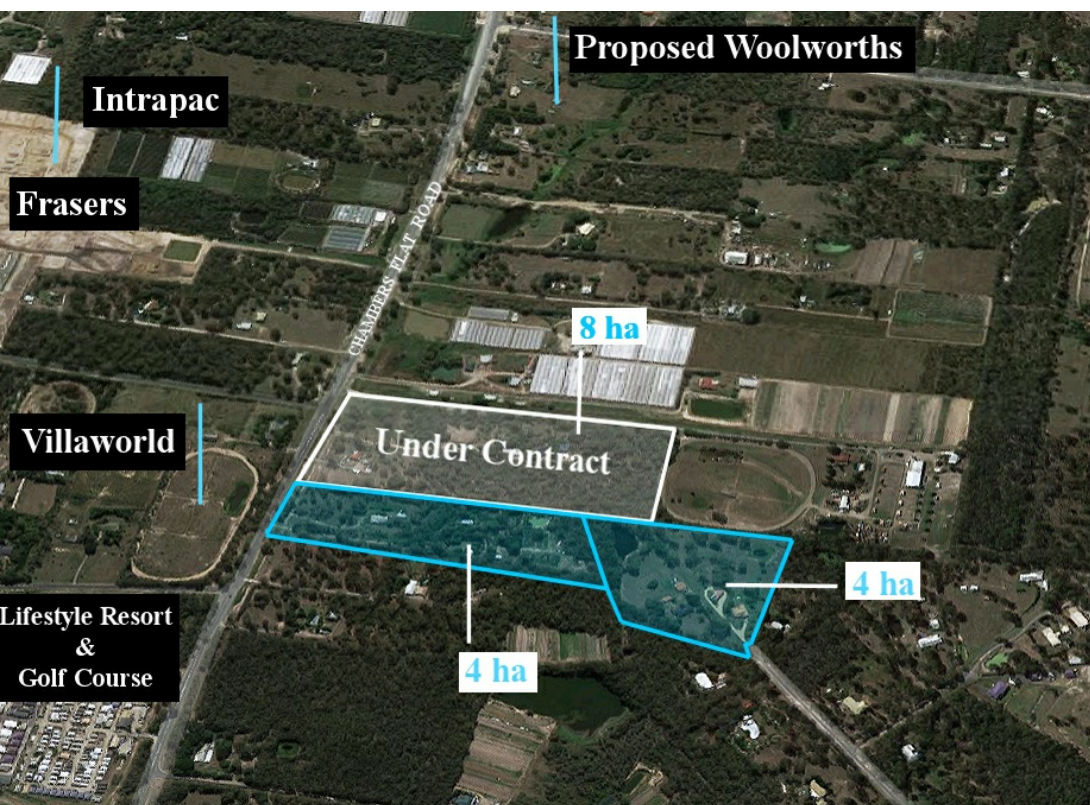 Proposed Woolworths
Intrapac
Frasers
CHAMBERS FLAT ROAD
8 ha
Villaworld
Under Contract
4 ha
Lifestyle Resort
&
Golf Course
4 ha